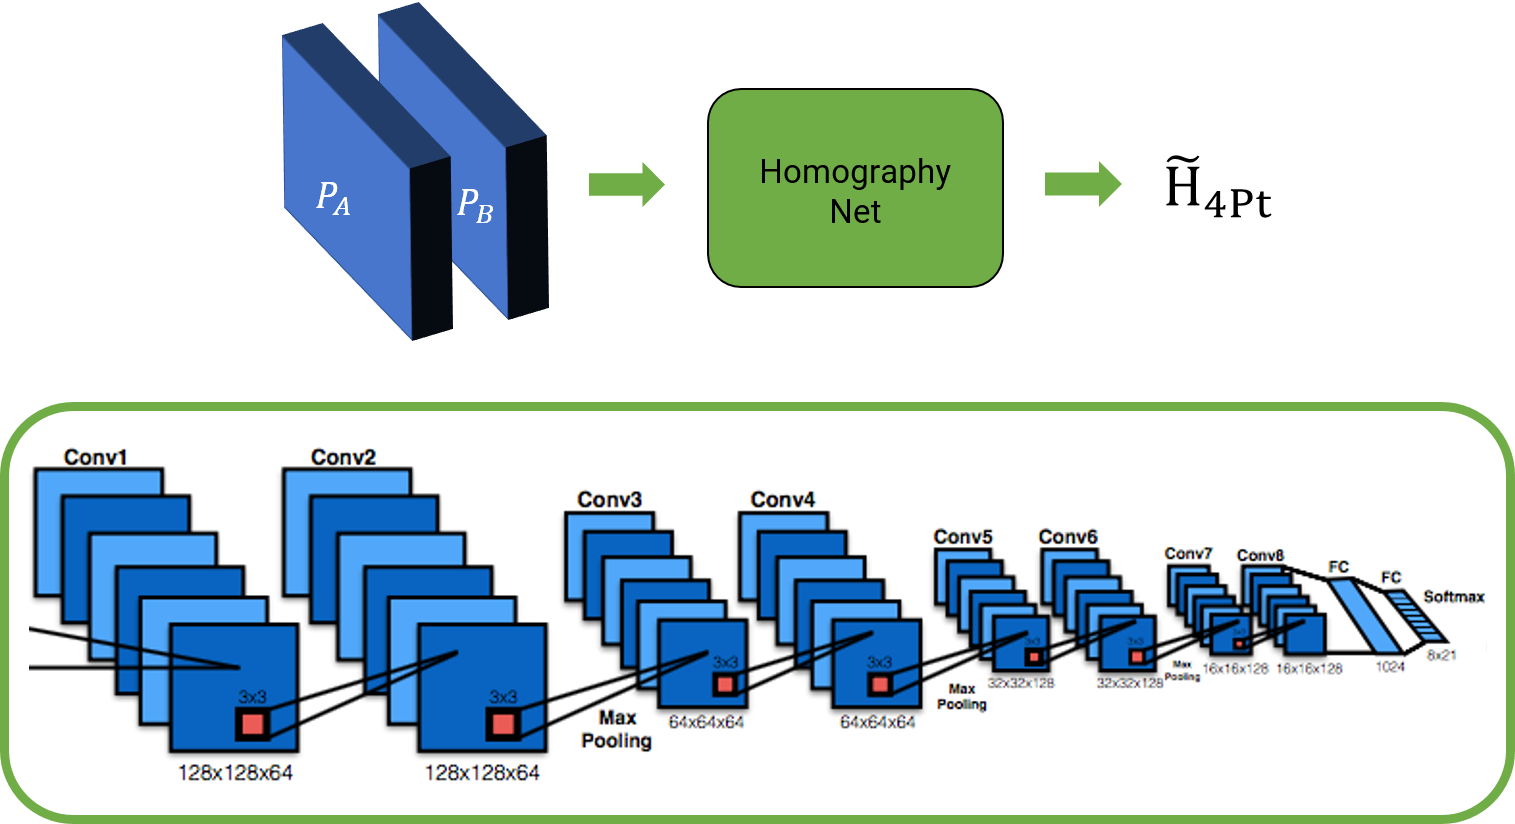 P_A
P_B
Homography
Net
H̃_4Pt
Conv1
Conv2
Conv3
Conv4
Conv5
Conv6
Conv7
Conv8
FC
FC
Softmax
3x3
3x3
3x3
3x3
3x3
3x3
3x3
Max
Pooling
Max
Pooling
Max
Pooling
128x128x64
128x128x64
64x64x64
64x64x64
32x32x128
32x32x128
16x16x128
16x16x128
1024
8x21